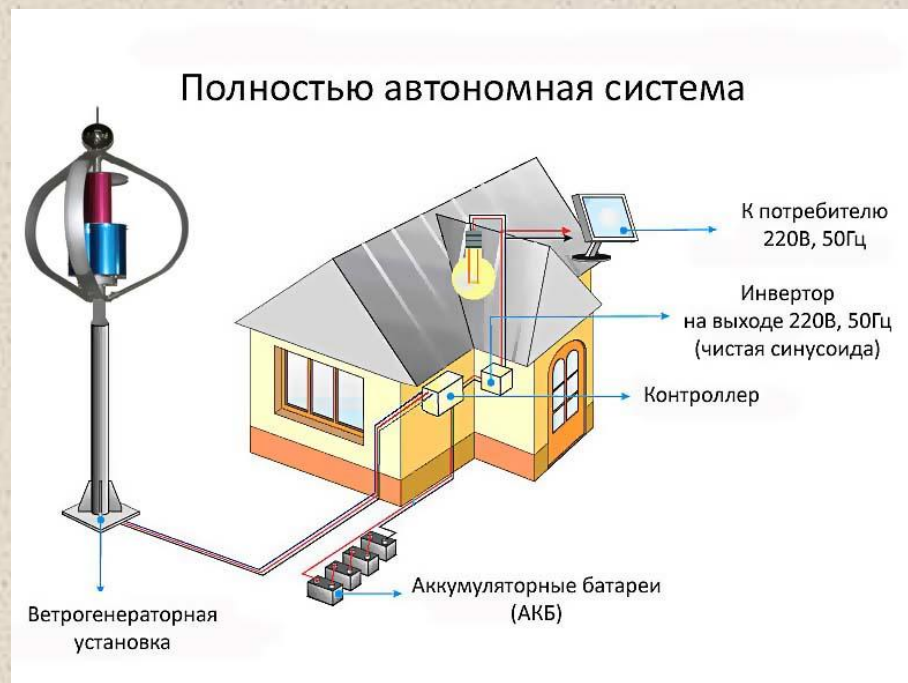 Полностью автономная система
К потребителю
220В, 50Гц
Инвертор
на выходе 220В, 50Гц
(чистая синусоида)
Контроллер
Аккумуляторные батареи
(АКБ)
Ветрогенераторная
установка